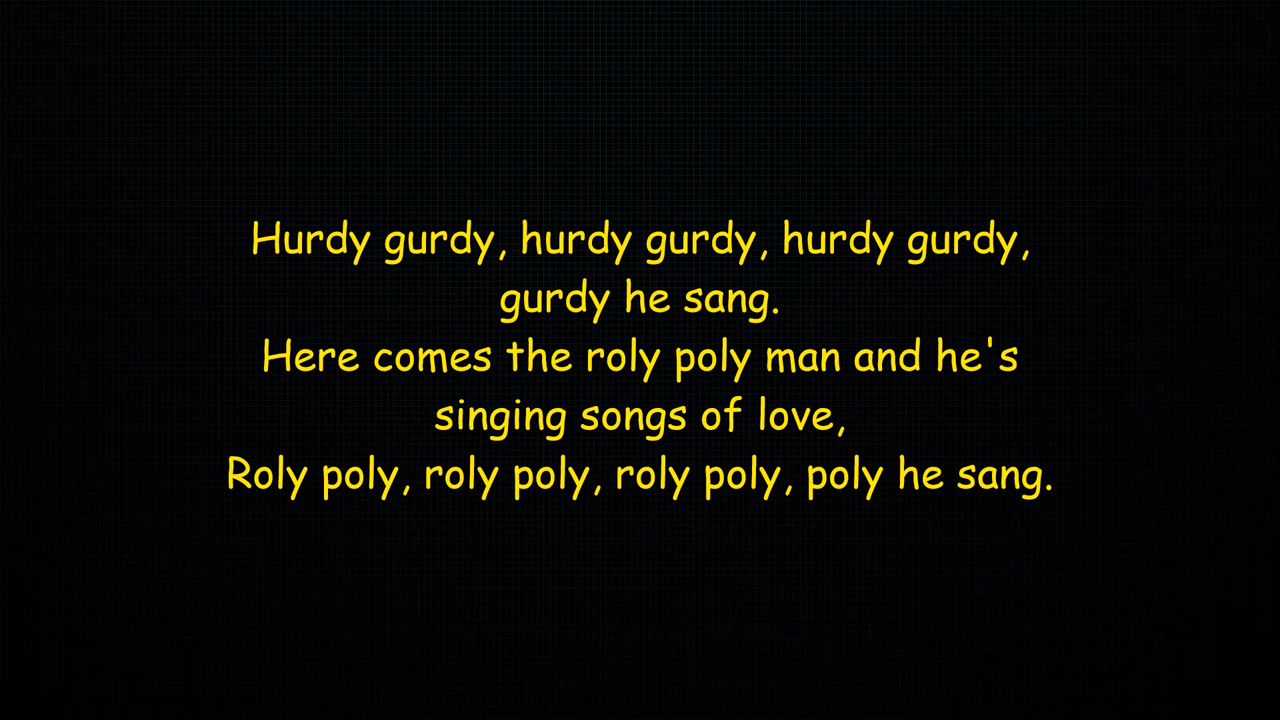 Hurdy gurdy, hurdy gurdy, hurdy gurdy,
gurdy he sang.
Here comes the roly poly man and he's
singing songs of love,
Roly poly, roly poly, roly poly, poly he sang.